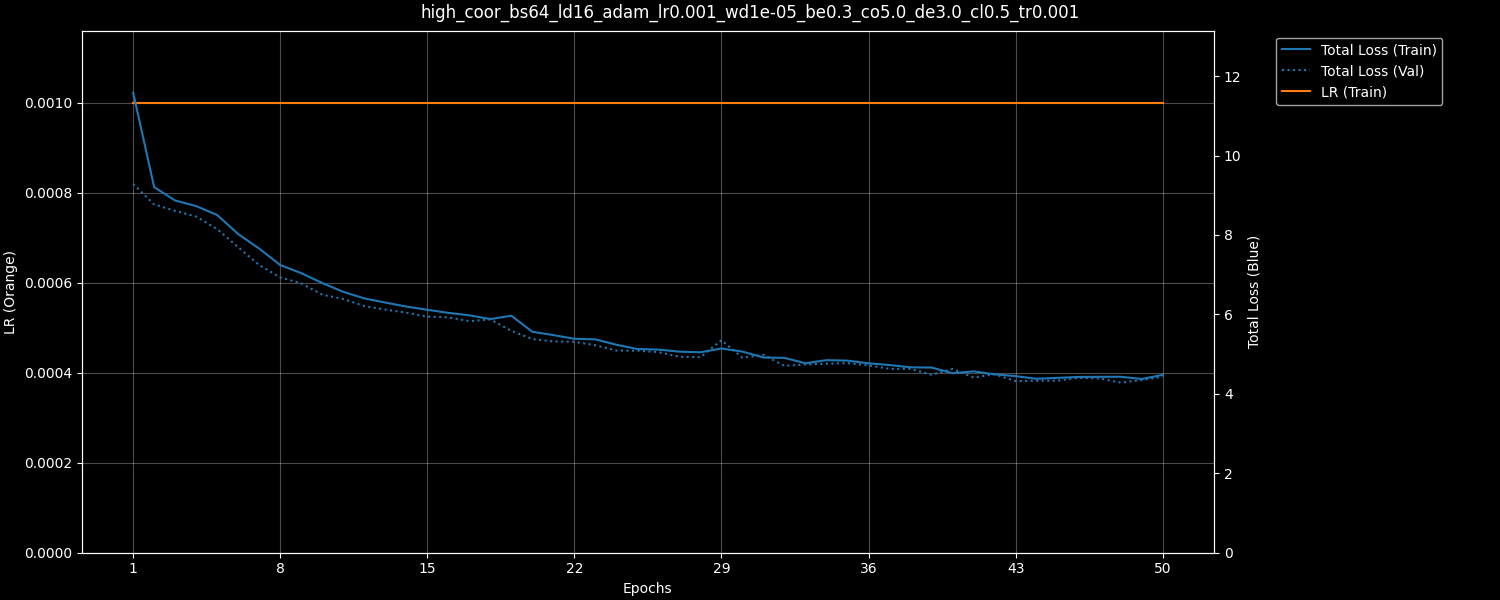 high_coor_bs64_ld16_adam_lr0.001_wd1e-05_be0.3_co5.0_de3.0_cl0.5_tr0.001
Total Loss (Train)
Total Loss (Val)
LR (Train)
LR (Orange)
0.0010
0.0008
0.0006
0.0004
0.0002
0.0000
12
10
8
6
4
2
0
Total Loss (Blue)
1 8 15 22 29 36 43 50
Epochs